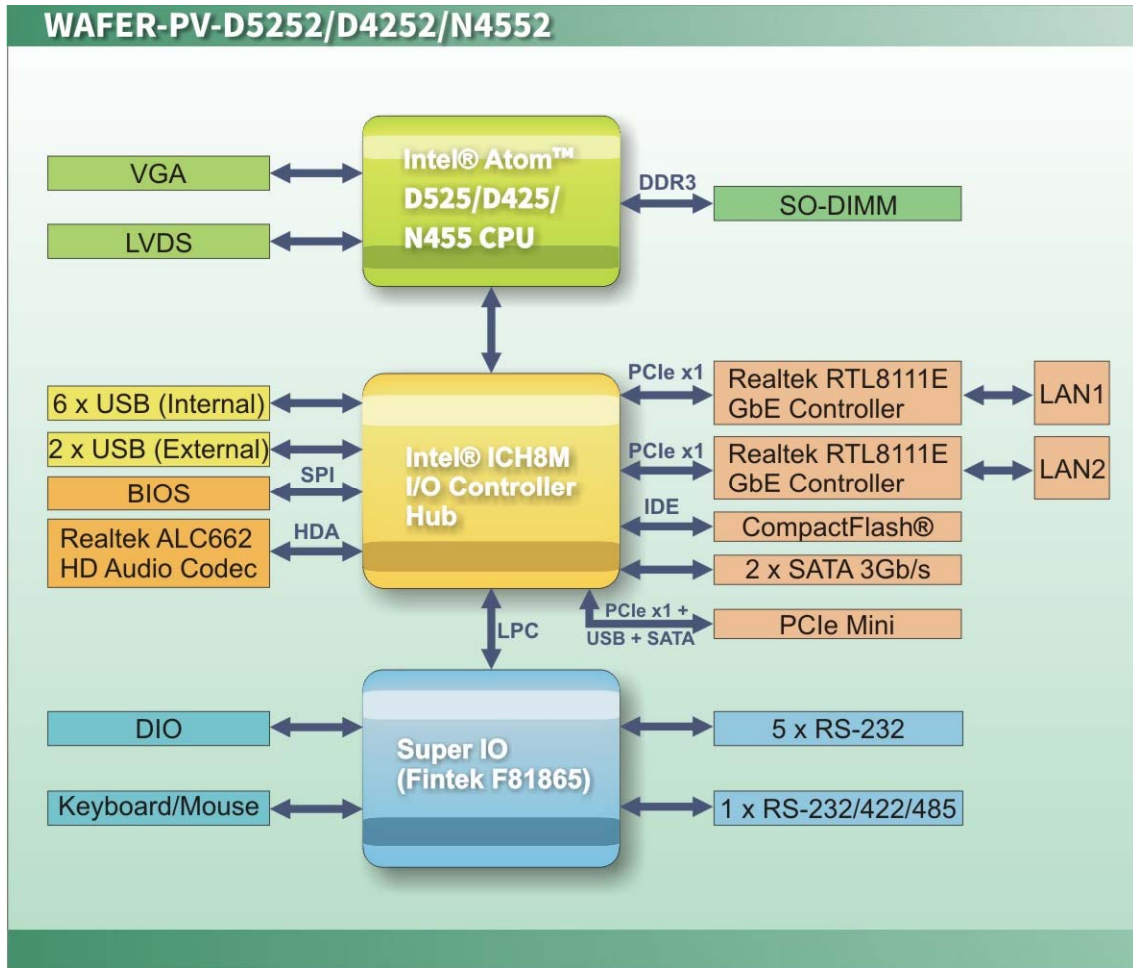 WAFER-PV-D5252/D4252/N4552
Intel® Atom™
D525/D425/
N455 CPU
VGA
LVDS
DDR3
SO-DIMM
6 x USB (Internal)
2 x USB (External)
SPI
BIOS
HDA
Realtek ALC662
HD Audio Codec
Intel® ICH8M
I/O Controller
Hub
PCIe x1
Realtek RTL8111E
GbE Controller
LAN1
PCIe x1
Realtek RTL8111E
GbE Controller
LAN2
IDE
CompactFlash®
2 x SATA 3Gb/s
PCIe x1 +
USB + SATA
PCIe Mini
LPC
DIO
Keyboard/Mouse
Super IO
(Fintek F81865)
5 x RS-232
1 x RS-232/422/485